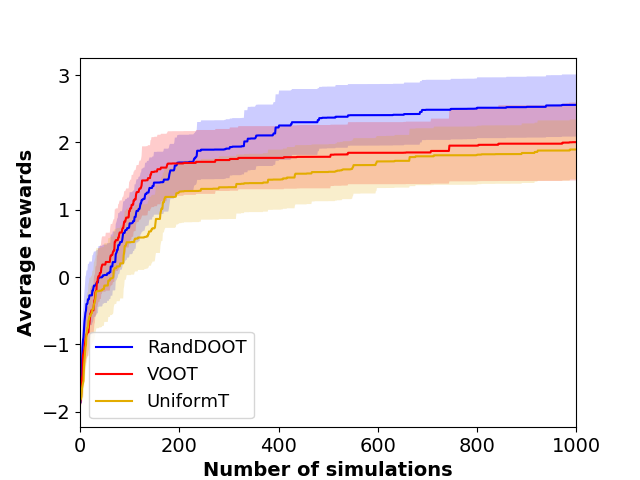 3
2
1
0
−1
−2
Average rewards
RandDOOT
VOOT
UniformT
0 200 400 600 800 1000
Number of simulations